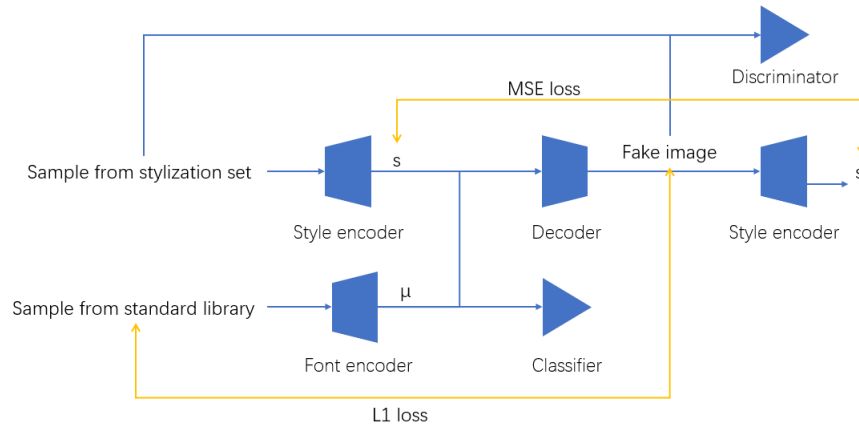 Discriminator
MSE loss
s
Fake image
Sample from stylization set
s
Style encoder
Decoder
Style encoder
μ
Sample from standard library
Font encoder
Classifier
L1 loss